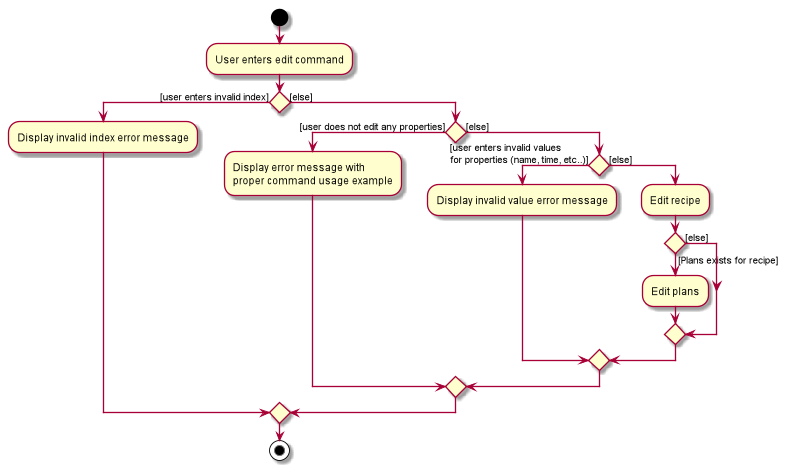 User enters edit command
[user enters invalid index]
[else]
Display invalid index error message
[user does not edit any properties]
[else]
Display error message with
proper command usage example
[user enters invalid values
for properties (name, time, etc..)]
[else]
Display invalid value error message
Edit recipe
[else]
[Plans exists for recipe]
Edit plans